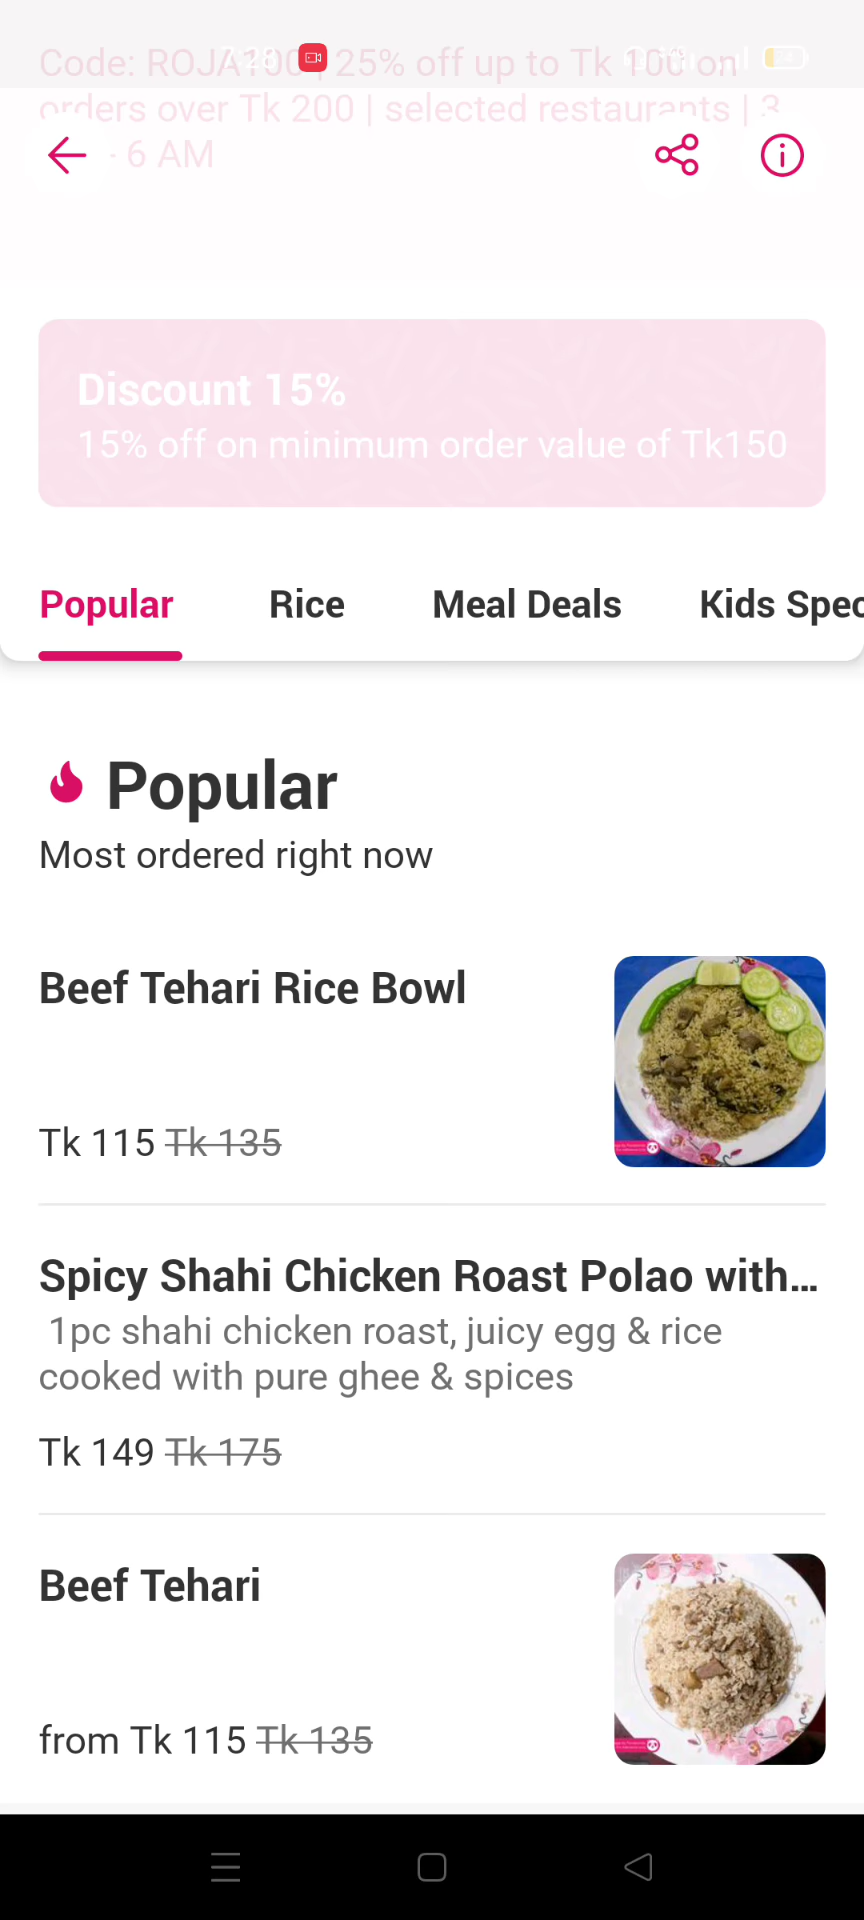 Code: ROJA100 | 25% off up to Tk 100 on
orders over Tk 200 | selected restaurants | 3
- 6 AM
Discount 15%
15% off on minimum order value of Tk150
Popular
Rice
Meal Deals
Kids Spec
Popular
Most ordered right now
Beef Tehari Rice Bowl
Tk 115 Tk 135
Spicy Shahi Chicken Roast Polao with...
1pc shahi chicken roast, juicy egg & rice
cooked with pure ghee & spices
Tk 149 Tk 175
Beef Tehari
from Tk 115 Tk 135